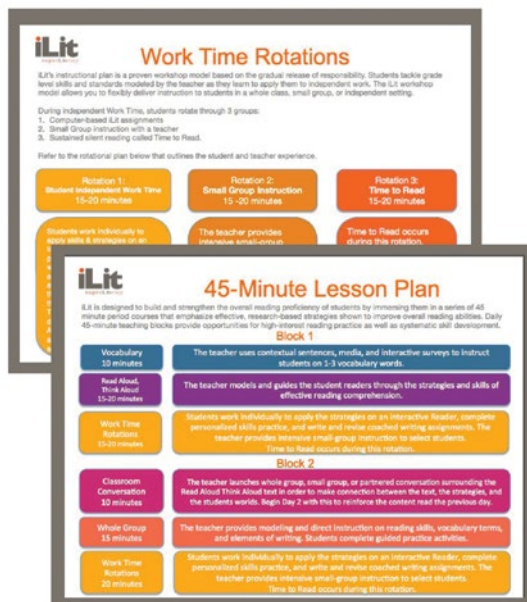 iLit
Work Time Rotations
iLit's instructional plan is a proven workshop model based on the gradual release of responsibility. Students tackle grade
level skills and standards modeled by the teacher as they learn to apply them to independent work. The iLit workshop
model allows you to flexibly deliver instruction to students in a whole class, small group, or independent setting.
During independent Work Time, students rotate through 3 groups:
1. Computer-based iLit assignments
2. Small Group instruction with a teacher
3. Sustained silent reading called Time to Read.
Refer to the rotational plan below that outlines the student and teacher experience.
Rotation 1:
Student Independent Work Time
15-20 minutes
Rotation 2:
Small Group Instruction
15 -20 minutes
Rotation 3:
Time to Read
15-20 minutes
Students work individually to
apply skills & strategies on an
The teacher provides
intensive small-group
Time to Read occurs
during this rotation.
iLit
45-Minute Lesson Plan
iLit is designed to build and strengthen the overall reading proficiency of students by immersing them in a series of 45
minute period courses that emphasize effective, research-based strategies shown to improve overall reading abilities. Daily
45-minute teaching blocks provide opportunities for high-interest reading practice as well as systematic skill development.
Block 1
Vocabulary
10 minutes
The teacher uses contextual sentences, media, and interactive surveys to instruct
students on 1-3 vocabulary words.
Read Aloud,
Think Aloud
15-20 minutes
The teacher models and guides the student readers through the strategies and skills of
effective reading comprehension.
Work Time
Rotations
15-20 minutes
Students work individually to apply the strategies on an interactive Reader, complete
personalized skills practice, and write and revise coached writing assignments. The
teacher provides intensive small-group instruction to select students.
Time to Read occurs during this rotation.
Block 2
Classroom
Conversation
10 minutes
The teacher launches whole group, small group, or partnered conversation surrounding the
Read Aloud Think Aloud text in order to make connection between the text, the strategies, and
the students worlds. Begin Day 2 with this to reinforce the content read the previous day.
Whole Group
15 minutes
The teacher provides modeling and direct instruction on reading skills, vocabulary terms,
and elements of writing. Students complete guided practice activities.
Work Time
Rotations
20 minutes
Students work individually to apply the strategies on an interactive Reader, complete
personalized skills practice, and write and revise coached writing assignments. The
teacher provides intensive small-group instruction to select students.
Time to Read occurs during this rotation.